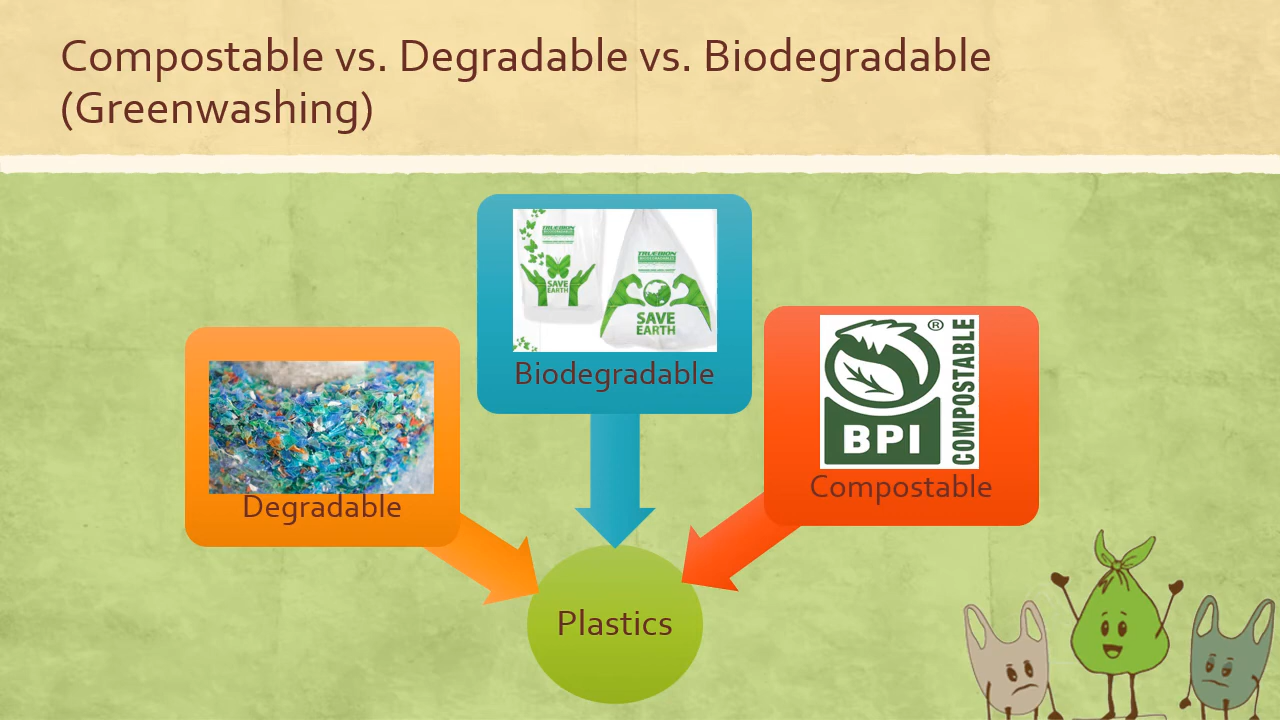 Compostable vs. Degradable vs. Biodegradable
(Greenwashing)
SAVE
EARTH
SAVE
EARTH
Biodegradable
®
BPI
COMPOSTABLE
Compostable
Degradable
Plastics